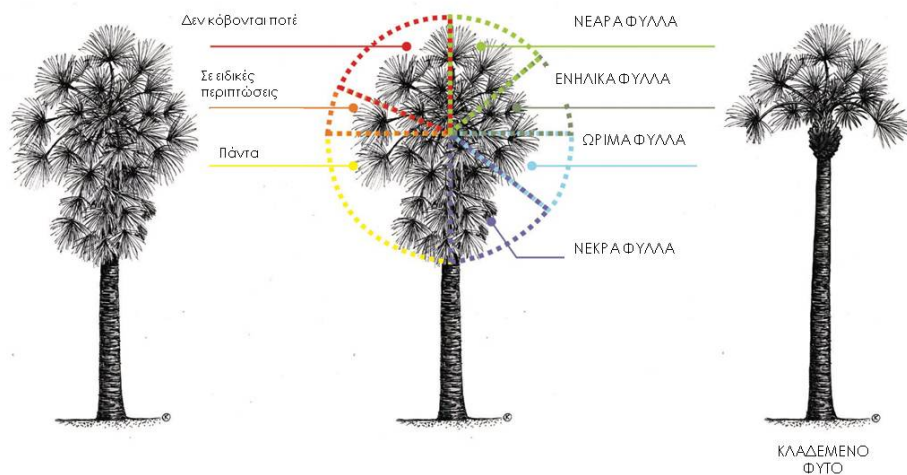 Δεν κόβονται ποτέ
Σε ειδικές
περιπτώσεις
Πάντα
ΝΕΑΡΑ ΦΥΛΛΑ
ΕΝΗΛΙΚΑ ΦΥΛΛΑ
ΩΡΙΜΑ ΦΥΛΛΑ
ΝΕΚΡΑ ΦΥΛΛΑ
ΚΛΑΔΕΜΕΝΟ
ΦΥΤΟ